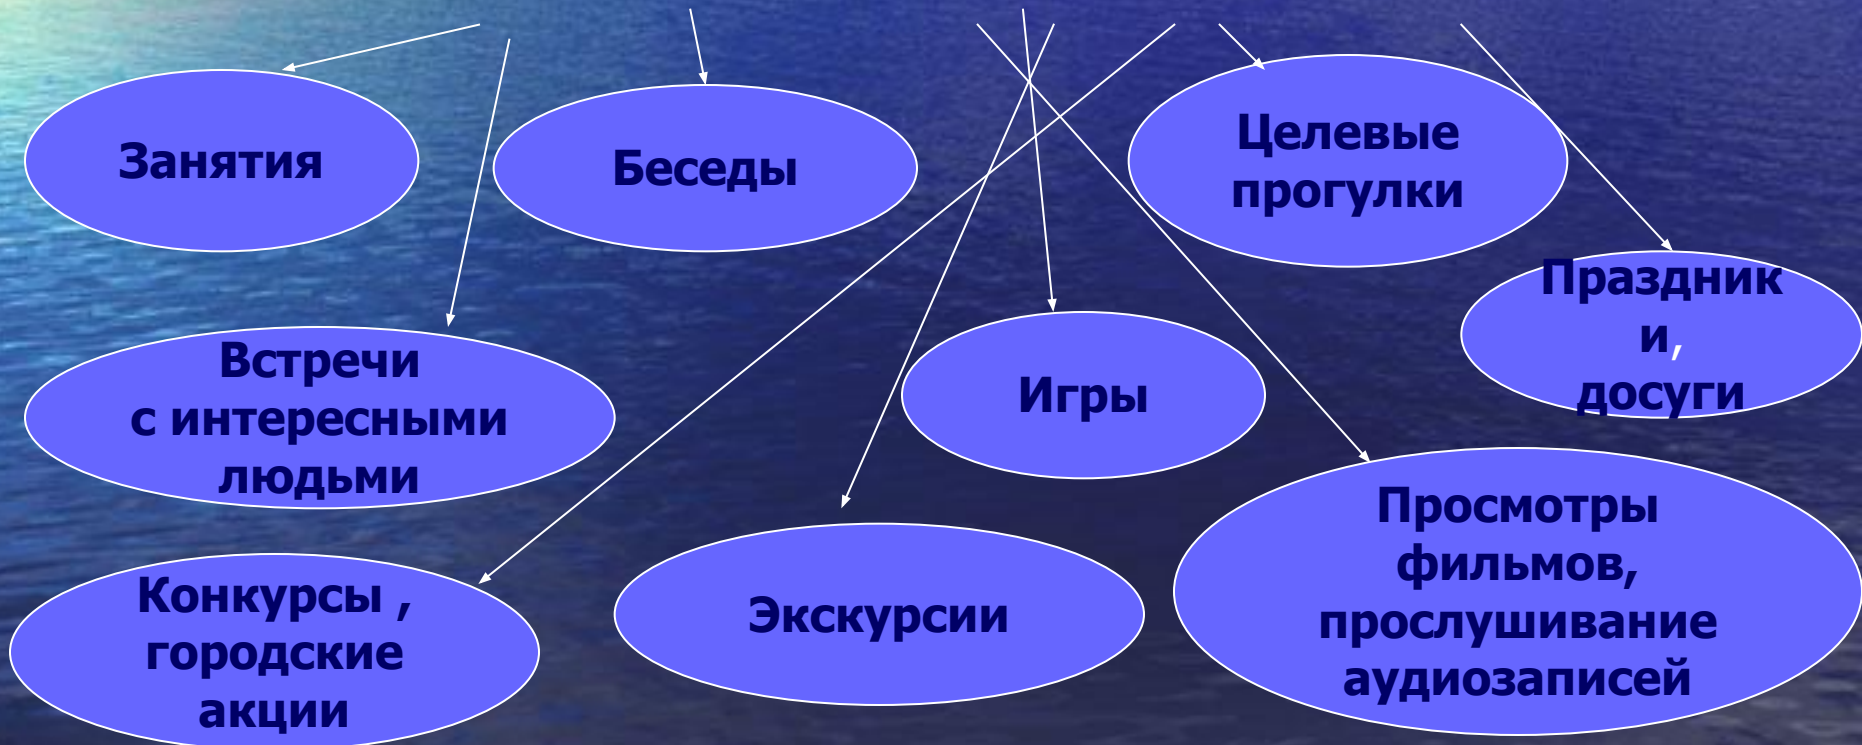 Занятия
Беседы
Целевые
прогулки
Праздник
и,
досуги
Встречи
с интересными
людьми
Игры
Конкурсы ,
городские
акции
Экскурсии
Просмотры
фильмов,
прослушивание
аудиозаписей